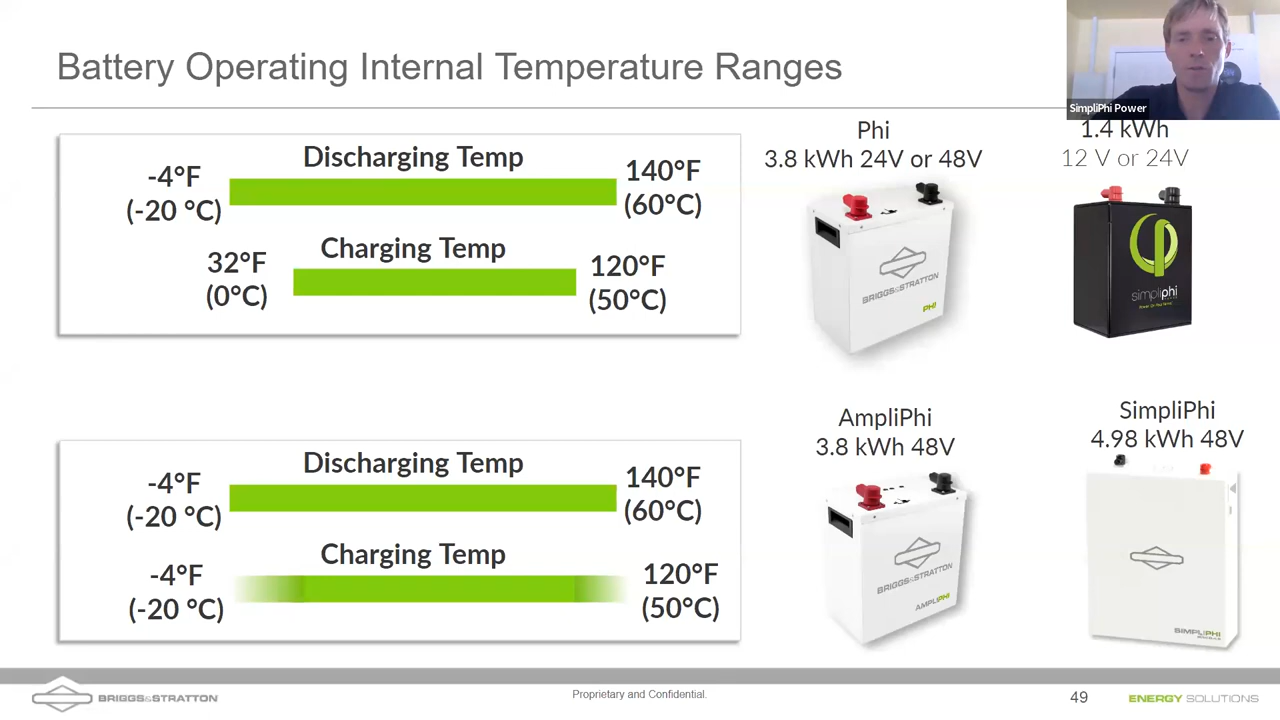 Battery Operating Internal Temperature Ranges
SimpliPhi Power
Discharging Temp
-4°F
(-20 °C)
140°F
(60°C)
Charging Temp
32°F
(0°C)
120°F
(50°C)
Phi
3.8 kWh 24V or 48V
1.4 kWh
12 V or 24V
BRIGGS&STRATTON
PHI
simpliphi
Discharging Temp
-4°F
(-20 °C)
140°F
(60°C)
Charging Temp
-4°F
(-20 °C)
120°F
(50°C)
AmpliPhi
3.8 kWh 48V
SimpliPhi
4.98 kWh 48V
BRIGGS&STRATTON
AMPLIPHI
SIMPLIPHI
BRIGGS&STRATTON
Proprietary and Confidential.
49
ENERGY SOLUTIONS